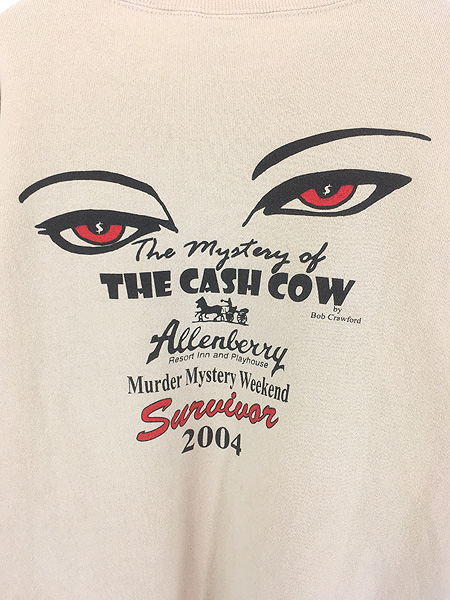 $ $
The Mystery of
THE CASH COW
by
Bob Crawford
Allenberry
Resort Inn and Playhouse
Murder Mystery Weekend
Survivor
2004